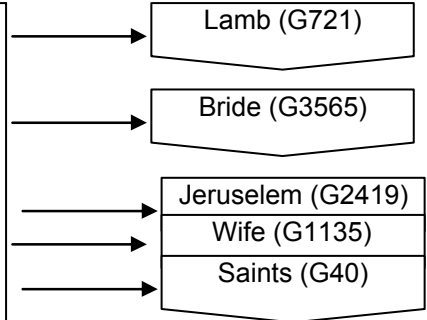 Lamb (G721)
Bride (G3565)
Jeruselem (G2419)
Wife (G1135)
Saints (G40)